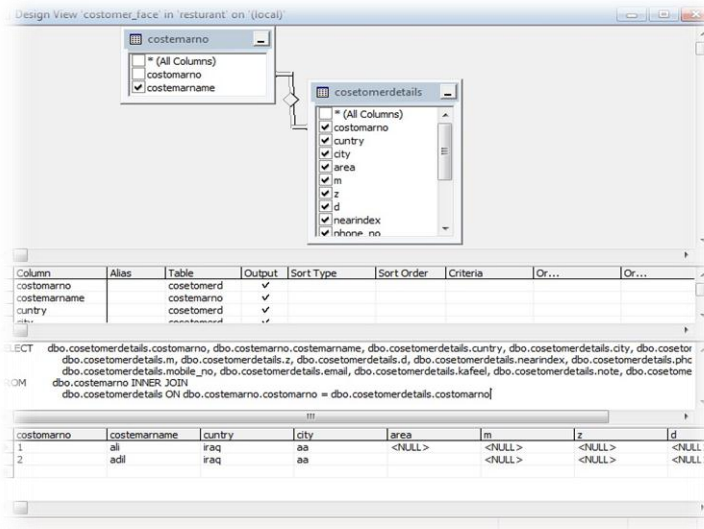 Design View 'costomer_face' in 'resturant' on '(local)'
costemarno
* (All Columns)
costomarno
costemarname
cosetomerdetails
* (All Columns)
costomarno
cuntry
city
area
m
z
d
nearindex
phone_no
Column Alias Table Output Sort Type Sort Order Criteria Or... Or...
costomarno cosetomerd
costemarname costemarno
cuntry cosetomerd
city cosetomerd
ELECT dbo.cosetomerdetails.costomarno, dbo.costemarno.costemarname, dbo.cosetomerdetails.cuntry, dbo.cosetomerdetails.city, dbo.cosetor
dbo.cosetomerdetails.m, dbo.cosetomerdetails.z, dbo.cosetomerdetails.d, dbo.cosetomerdetails.nearindex, dbo.cosetomerdetails.phc
dbo.cosetomerdetails.mobile_no, dbo.cosetomerdetails.email, dbo.cosetomerdetails.kafeel, dbo.cosetomerdetails.note, dbo.cosetome
ROM dbo.costemarno INNER JOIN
dbo.cosetomerdetails ON dbo.costemarno.costomarno = dbo.cosetomerdetails.costomarno
costomarno costemarname cuntry city area m z d
1 ali iraq aa <NULL> <NULL> <NULL> <NULL
2 adil iraq aa <NULL> <NULL> <NULL